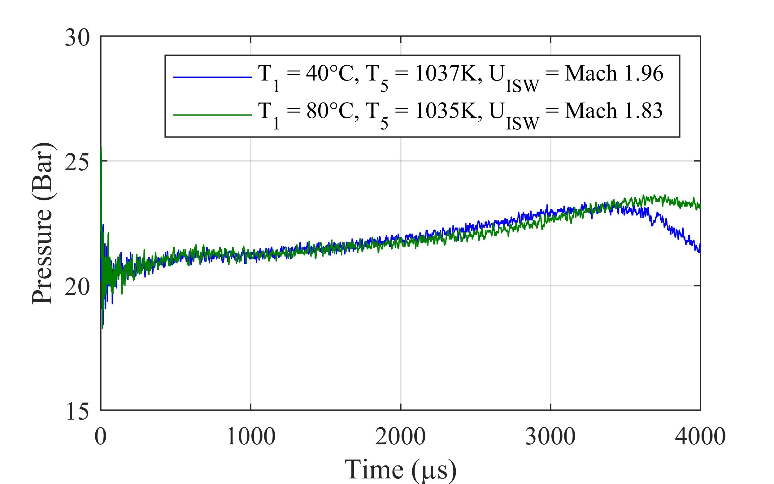 30
25
20
15
Pressure (Bar)
T1 = 40°C, T5 = 1037K, UISW = Mach 1.96
T1 = 80°C, T5 = 1035K, UISW = Mach 1.83
0 1000 2000 3000 4000
Time (μs)